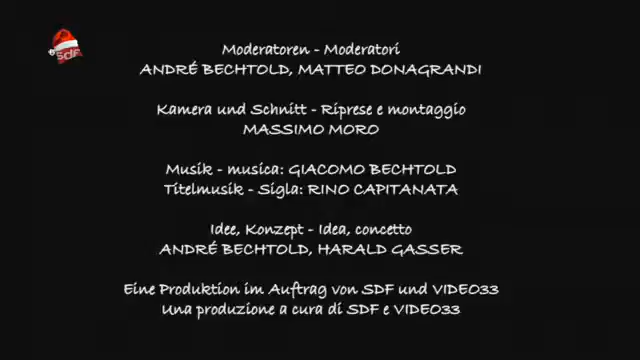 sdf
Moderatoren - Moderatori
ANDRÉ BECHTOLD, MATTEO DONAGRANDI
Kamera und Schnitt - Riprese e montaggio
MASSIMO MORO
Musik - musica: GIACOMO BECHTOLD
Titelmusik - Sigla: RINO CAPITANATA
Idee, Konzept - Idea, concetto
ANDRÉ BECHTOLD, HARALD GASSER
Eine Produktion im Auftrag von SDF und VIDEO33
Una produzione a cura di SDF e VIDEO33